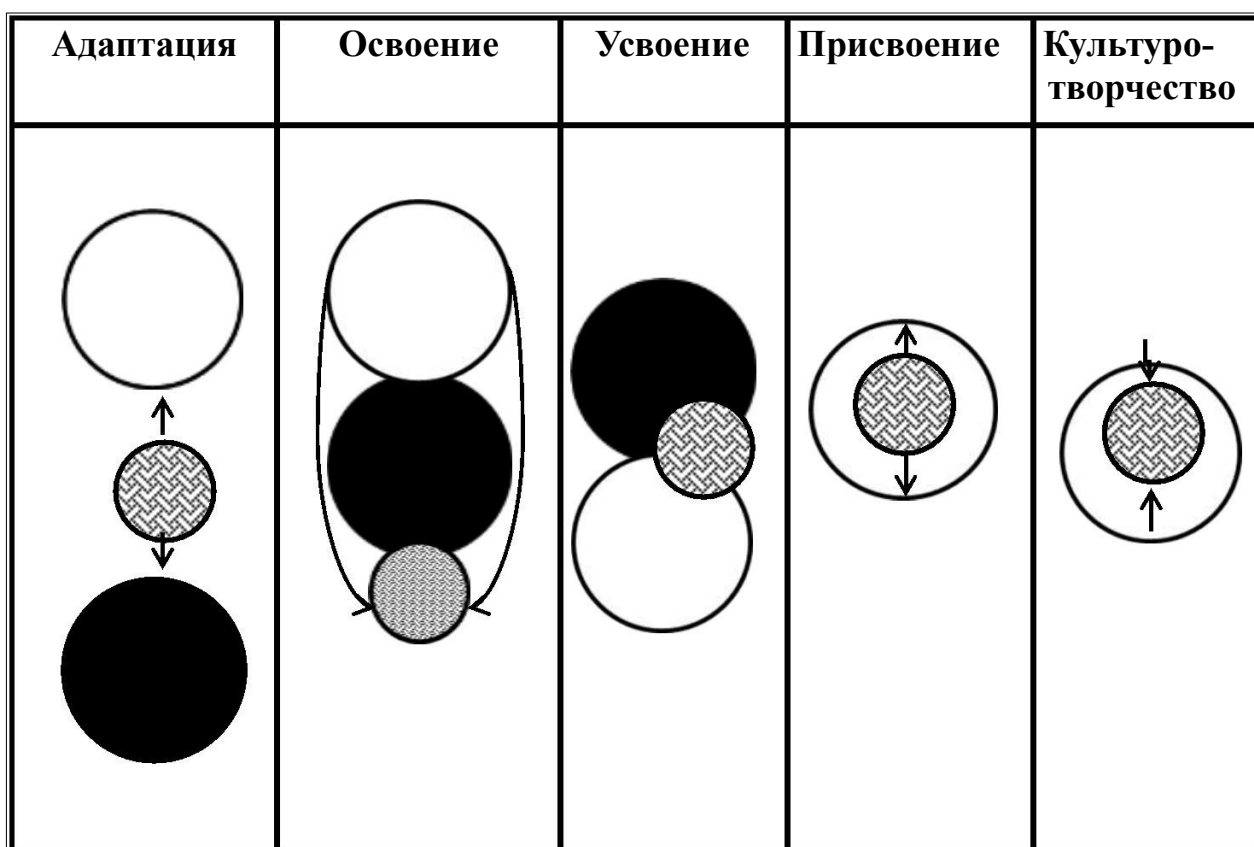 Адаптация
Освоение
Усвоение
Присвоение
Культуро-
творчество